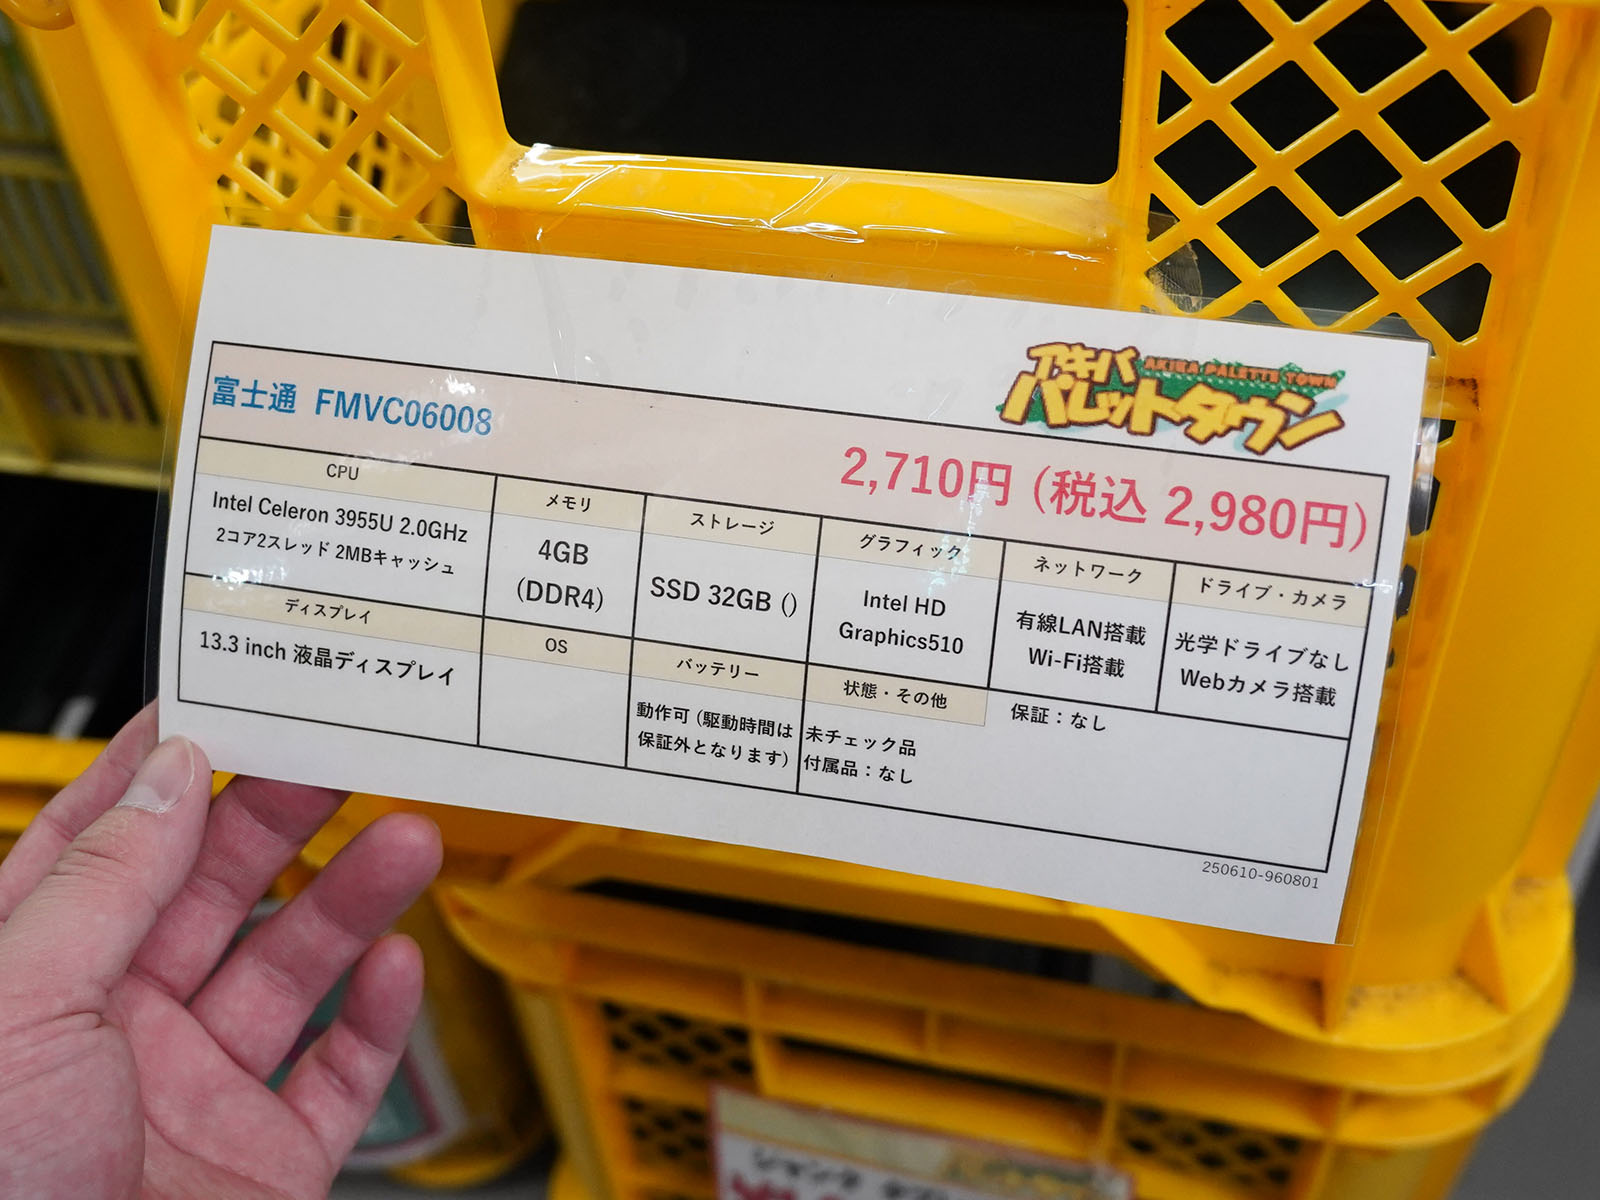 アキバ AKIBA PALETTE TOWN
パレットタウン
富士通 FMVC06008
2,710円 (税込 2,980円)
CPU
Intel Celeron 3955U 2.0GHz
2コア2スレッド 2MBキャッシュ
メモリ
4GB
(DDR4)
ストレージ
SSD 32GB ()
グラフィック
Intel HD
Graphics510
ネットワーク
有線LAN搭載
Wi-Fi搭載
ドライブ・カメラ
光学ドライブなし
Webカメラ搭載
ディスプレイ
13.3 inch 液晶ディスプレイ
OS
バッテリー
動作可 (駆動時間は
保証外となります)
状態・その他
未チェック品
付属品：なし
保証：なし
250610-960801